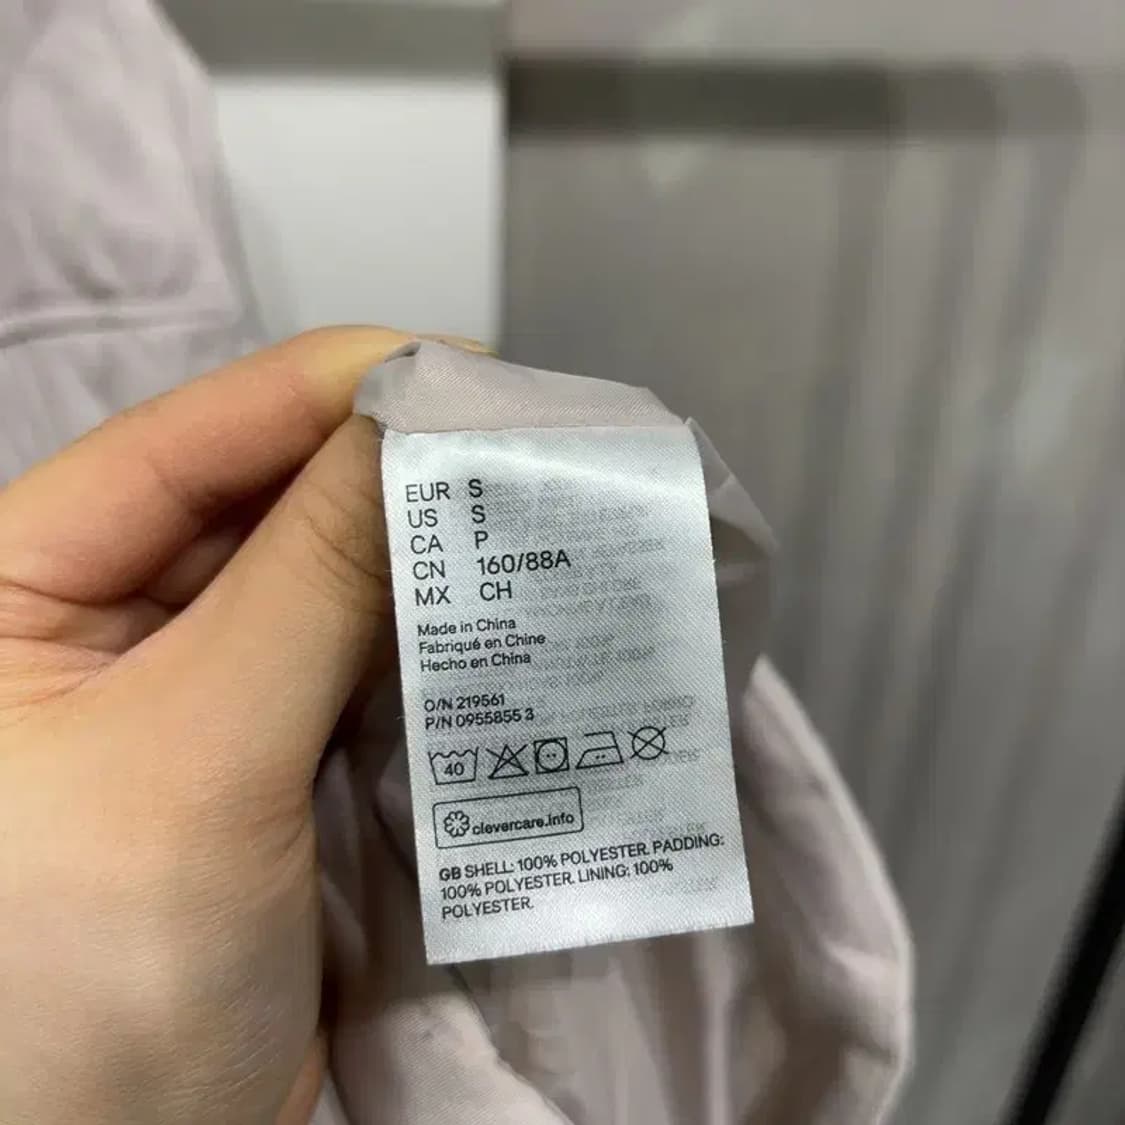 EUR S
US S
CA P
CN 160/88A
MX CH
Made in China
Fabriqué en Chine
Hecho en China
O/N 219561
P/N 0955855 3
40
clevercare.info
GB SHELL: 100% POLYESTER. PADDING:
100% POLYESTER. LINING: 100%
POLYESTER.